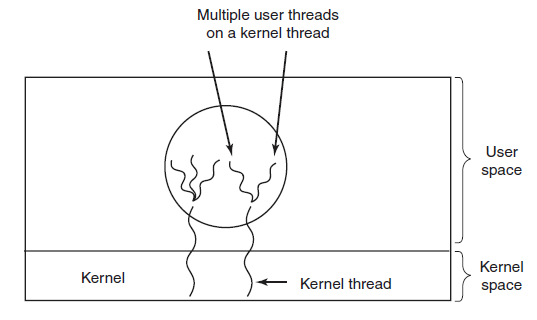 Multiple user threads
on a kernel thread
User
space
Kernel
Kernel thread
Kernel
space